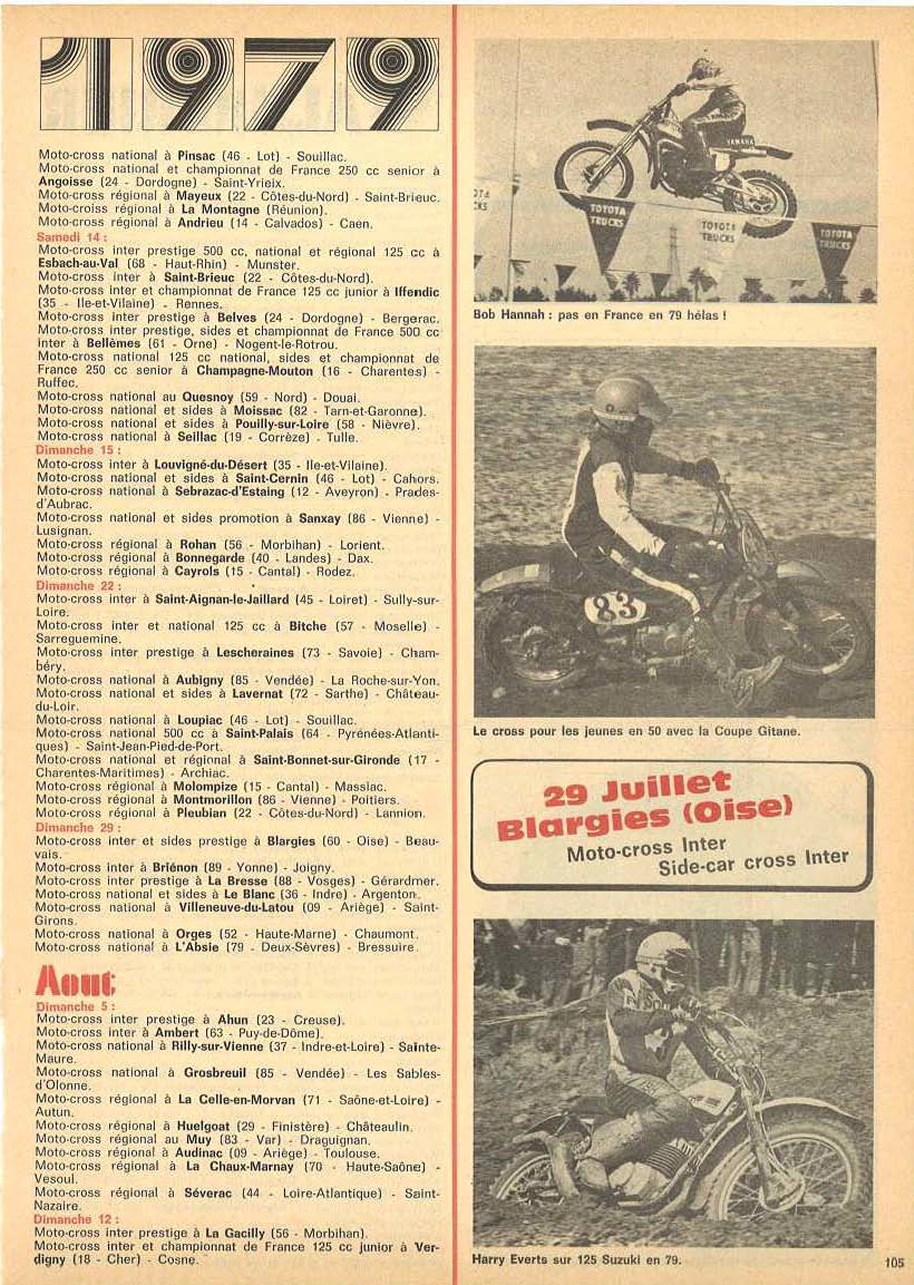 1979
Moto-cross national à Pinsac (46 - Lot) - Souillac.
Moto-cross national et championnat de France 250 cc senior à
Angoisse (24 - Dordogne) - Saint-Yrieix.
Moto-cross régional à Mayeux (22 - Côtes-du-Nord) - Saint-Brieuc.
Moto-croiss régional à La Montagne (Réunion).
Moto-cross régional à Andrieu (14 - Calvados) - Caen.
Samedi 14 :
Moto-cross inter prestige 500 cc, national et régional 125 cc à
Esbach-au-Val (68 - Haut-Rhin) - Munster.
Moto-cross inter à Saint-Brieuc (22 - Côtes-du-Nord).
Moto-cross inter et championnat de France 125 cc junior à Iffendic
(35 - Ile-et-Vilaine) - Rennes.
Moto-cross inter prestige à Belves (24 - Dordogne) - Bergerac.
Moto-cross inter prestige, sides et championnat de France 500 cc
inter à Bellèmes (61 - Orne) - Nogent-le-Rotrou.
Moto-cross national 125 cc national, sides et championnat de
France 250 cc senior à Champagne-Mouton (16 - Charentes) -
Ruffec.
Moto-cross national au Quesnoy (59 - Nord) - Douai.
Moto-cross national et sides à Moissac (82 - Tarn-et-Garonne).
Moto-cross national et sides à Pouilly-sur-Loire (58 - Nièvre).
Moto-cross national à Seillac (19 - Corrèze) - Tulle.
Dimanche 15 :
Moto-cross inter à Louvigné-du-Désert (35 - Ile-et-Vilaine).
Moto-cross national et sides à Saint-Cernin (46 - Lot) - Cahors.
Moto-cross national à Sebrazac-d'Estaing (12 - Aveyron) - Prades-
d'Aubrac.
Moto-cross national et sides promotion à Sanxay (86 - Vienne) -
Lusignan.
Moto-cross régional à Rohan (56 - Morbihan) - Lorient.
Moto-cross régional à Bonnegarde (40 - Landes) - Dax.
Moto-cross régional à Cayrols (15 - Cantal) - Rodez.
Dimanche 22 :
Moto-cross inter à Saint-Aignan-le-Jaillard (45 - Loiret) - Sully-sur-
Loire.
Moto-cross inter et national 125 cc à Bitche (57 - Moselle) -
Sarreguemine.
Moto-cross inter prestige à Lescheraines (73 - Savoie) - Cham-
béry.
Moto-cross national à Aubigny (85 - Vendée) - La Roche-sur-Yon.
Moto-cross national et sides à Lavernat (72 - Sarthe) - Château-
du-Loir.
Moto-cross national à Loupiac (46 - Lot) - Souillac.
Moto-cross national 500 cc à Saint-Palais (64 - Pyrénées-Atlanti-
ques) - Saint-Jean-Pied-de-Port.
Moto-cross national et régional à Saint-Bonnet-sur-Gironde (17 -
Charentes-Maritimes) - Archiac.
Moto-cross régional à Molompize (15 - Cantal) - Massiac.
Moto-cross régional à Montmorillon (86 - Vienne) - Poitiers.
Moto-cross régional à Pleubian (22 - Côtes-du-Nord) - Lannion.
Dimanche 29 :
Moto-cross inter et sides prestige à Blargies (60 - Oise) - Beau-
vais.
Moto-cross inter à Briénon (89 - Yonne) - Joigny.
Moto-cross inter prestige à La Bresse (88 - Vosges) - Gérardmer.
Moto-cross national et sides à Le Blanc (36 - Indre) - Argenton.
Moto-cross national à Villeneuve-du-Latou (09 - Ariège) - Saint-
Girons.
Moto-cross national à Orges (52 - Haute-Marne) - Chaumont.
Moto-cross national à L'Absie (79 - Deux-Sèvres) - Bressuire.
Aout
Dimanche 5 :
Moto-cross inter prestige à Ahun (23 - Creuse).
Moto-cross inter à Ambert (63 - Puy-de-Dôme).
Moto-cross national à Rilly-sur-Vienne (37 - Indre-et-Loire) - Sainte-
Maure.
Moto-cross national à Grosbreuil (85 - Vendée) - Les Sables-
d'Olonne.
Moto-cross régional à La Celle-en-Morvan (71 - Saône-et-Loire) -
Autun.
Moto-cross régional à Huelgoat (29 - Finistère) - Châteaulin.
Moto-cross régional au Muy (83 - Var) - Draguignan.
Moto-cross régional à Audinac (09 - Ariège) - Toulouse.
Moto-cross régional à La Chaux-Marnay (70 - Haute-Saône) -
Vesoul.
Moto-cross régional à Séverac (44 - Loire-Atlantique) - Saint-
Nazaire.
Dimanche 12 :
Moto-cross inter prestige à La Gacilly (56 - Morbihan).
Moto-cross inter et championnat de France 125 cc junior à Ver-
digny (18 - Cher) - Cosne.
YAMAHA
TOYOTA
TRUCKS
TOYOTA
TRUCKS
TOYOTA
TRUCKS
Bob Hannah : pas en France en 79 hélas !
83
Le cross pour les jeunes en 50 avec la Coupe Gitane.
29 Juillet
Blargies (Oise)
Moto-cross Inter
Side-car cross Inter
Harry Everts sur 125 Suzuki en 79.
105